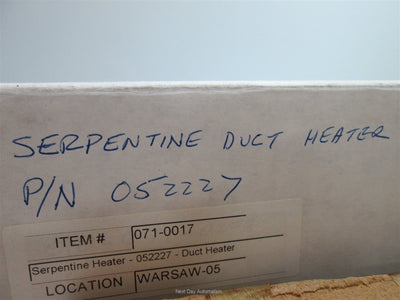 SERPENTINE DUCT HEATER
P/N 052227
ITEM # 071-0017
Serpentine Heater - 052227 - Duct Heater
LOCATION WARSAW-05
Next Day Automation